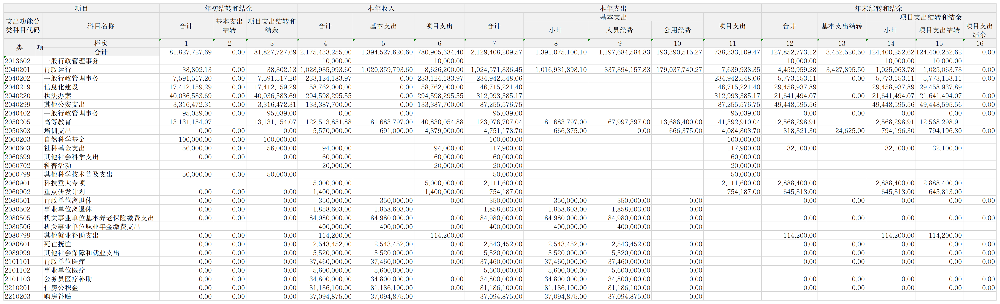 项目 年初结转和结余 本年收入 本年支出 年末结转和结余
支出功能分类科目代码 科目名称 合计 基本支出结转 项目支出结转和结余 合计 基本支出 项目支出 合计 基本支出 项目支出 合计 基本支出结转 项目支出结转和结余
小计 人员经费 公用经费 小计 项目支出结转 项目支出结余
类 项 栏次 1 2 3 4 5 6 7 8 9 10 11 12 13 14 15 16
合计 81,827,727.69 0.00 81,827,727.69 2,175,433,255.00 1,394,527,620.60 780,905,634.40 2,129,408,209.57 1,391,075,100.10 1,197,684,584.83 193,390,515.27 738,333,109.47 127,852,773.12 3,452,520.50 124,400,252.62 124,400,252.62 0.00
2013602 一般行政管理事务 10,000.00 10,000.00 10,000.00 10,000.00 10,000.00
2040201 行政运行 38,802.13 0.00 38,802.13 1,028,985,993.60 1,020,359,793.60 8,626,200.00 1,024,571,836.45 1,016,931,898.10 837,894,157.83 179,037,740.27 7,639,938.35 4,452,959.28 3,427,895.50 1,025,063.78 1,025,063.78 0.00
2040202 一般行政管理事务 7,591,517.20 0.00 7,591,517.20 233,124,183.97 0.00 233,124,183.97 234,942,548.06 234,942,548.06 5,773,153.11 0.00 5,773,153.11 5,773,153.11 0.00
2040219 信息化建设 17,412,159.29 0.00 17,412,159.29 58,762,000.00 58,762,000.00 46,715,221.40 46,715,221.40 29,458,937.89 29,458,937.89 29,458,937.89
2040220 执法办案 40,036,583.69 0.00 40,036,583.69 294,598,295.55 0.00 294,598,295.55 312,993,385.17 312,993,385.17 21,641,494.07 0.00 21,641,494.07 21,641,494.07 0.00
2040299 其他公安支出 3,316,472.31 0.00 3,316,472.31 133,387,700.00 0.00 133,387,700.00 87,255,576.75 87,255,576.75 49,448,595.56 49,448,595.56 49,448,595.56 0.00
2040402 一般行政管理事务 95,039.00 0.00 95,039.00 0.00 0.00 95,039.00 95,039.00 0.00 0.00 0.00 0.00 0.00
2050205 高等教育 13,131,154.07 13,131,154.07 122,513,851.88 81,683,797.00 40,830,054.88 123,076,707.04 81,683,797.00 67,997,397.00 13,686,400.00 41,392,910.04 12,568,298.91 12,568,298.91 12,568,298.91
2050803 培训支出 0.00 0.00 0.00 5,570,000.00 691,000.00 4,879,000.00 4,751,178.70 666,375.00 0.00 666,375.00 4,084,803.70 818,821.30 24,625.00 794,196.30 794,196.30 0.00
2060203 自然科学基金 100,000.00 0.00 100,000.00 100,000.00 100,000.00
2060603 社科基金支出 56,000.00 0.00 56,000.00 94,000.00 94,000.00 117,900.00 117,900.00 32,100.00 32,100.00 32,100.00
2060699 其他社会科学支出 0.00 0.00 0.00 60,000.00 60,000.00 60,000.00 60,000.00
2060702 科普活动 20,000.00 20,000.00 20,000.00 20,000.00
2060799 其他科学技术普及支出 50,000.00 0.00 50,000.00 50,000.00 50,000.00
2060901 科技重大专项 5,000,000.00 5,000,000.00 2,111,600.00 2,111,600.00 2,888,400.00 2,888,400.00 2,888,400.00
2060902 重点研发计划 0.00 0.00 0.00 1,400,000.00 1,400,000.00 754,187.00 754,187.00 645,813.00 645,813.00 645,813.00
2080501 行政单位离退休 0.00 0.00 0.00 350,000.00 350,000.00 0.00 350,000.00 350,000.00 350,000.00 0.00 0.00 0.00 0.00 0.00 0.00
2080502 事业单位离退休 0.00 0.00 0.00 1,858,603.00 1,858,603.00 1,858,603.00 1,858,603.00 1,858,603.00 0.00
2080505 机关事业单位基本养老保险缴费支出 0.00 0.00 0.00 84,980,000.00 84,980,000.00 0.00 84,980,000.00 84,980,000.00 84,980,000.00 0.00 0.00 0.00 0.00 0.00 0.00
2080506 机关事业单位职业年金缴费支出 400,000.00 400,000.00 0.00 400,000.00 400,000.00 400,000.00 0.00
2080799 其他就业补助支出 0.00 0.00 0.00 114,200.00 114,200.00 114,200.00 114,200.00 114,200.00
2080801 死亡抚恤 0.00 0.00 0.00 2,543,452.00 2,543,452.00 0.00 2,543,452.00 2,543,452.00 2,543,452.00 0.00 0.00 0.00 0.00 0.00 0.00
2089999 其他社会保障和就业支出 0.00 0.00 0.00 5,520,000.00 5,520,000.00 0.00 5,520,000.00 5,520,000.00 5,520,000.00 0.00 0.00 0.00 0.00 0.00 0.00
2101101 行政单位医疗 0.00 0.00 0.00 37,460,000.00 37,460,000.00 0.00 37,460,000.00 37,460,000.00 37,460,000.00 0.00 0.00 0.00 0.00 0.00 0.00
2101102 事业单位医疗 0.00 0.00 0.00 5,600,000.00 5,600,000.00 5,600,000.00 5,600,000.00 5,600,000.00 0.00
2101103 公务员医疗补助 0.00 0.00 0.00 34,800,000.00 34,800,000.00 0.00 34,800,000.00 34,800,000.00 34,800,000.00 0.00 0.00 0.00 0.00 0.00 0.00
2210201 住房公积金 0.00 0.00 0.00 81,186,100.00 81,186,100.00 0.00 81,186,100.00 81,186,100.00 81,186,100.00 0.00 0.00 0.00 0.00 0.00 0.00
2210203 购房补贴 0.00 0.00 0.00 37,094,875.00 37,094,875.00 37,094,875.00 37,094,875.00 37,094,875.00 0.00